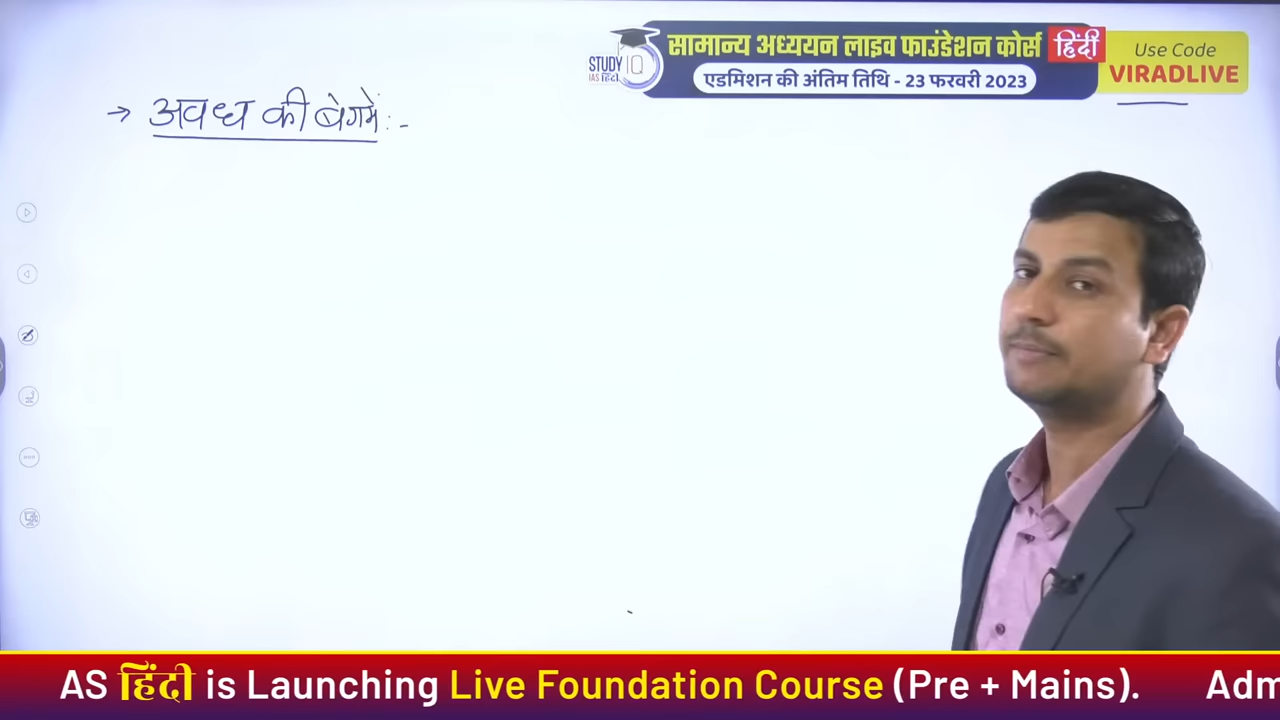 सामान्य अध्ययन लाइव फाउंडेशन कोर्स हिंदी
STUDY IQ
IAS हिंदी
एडमिशन की अंतिम तिथि - 23 फरवरी 2023
Use Code
VIRADLIVE
→ अवध की बेगमें :-
AS हिंदी is Launching Live Foundation Course (Pre + Mains). Adm